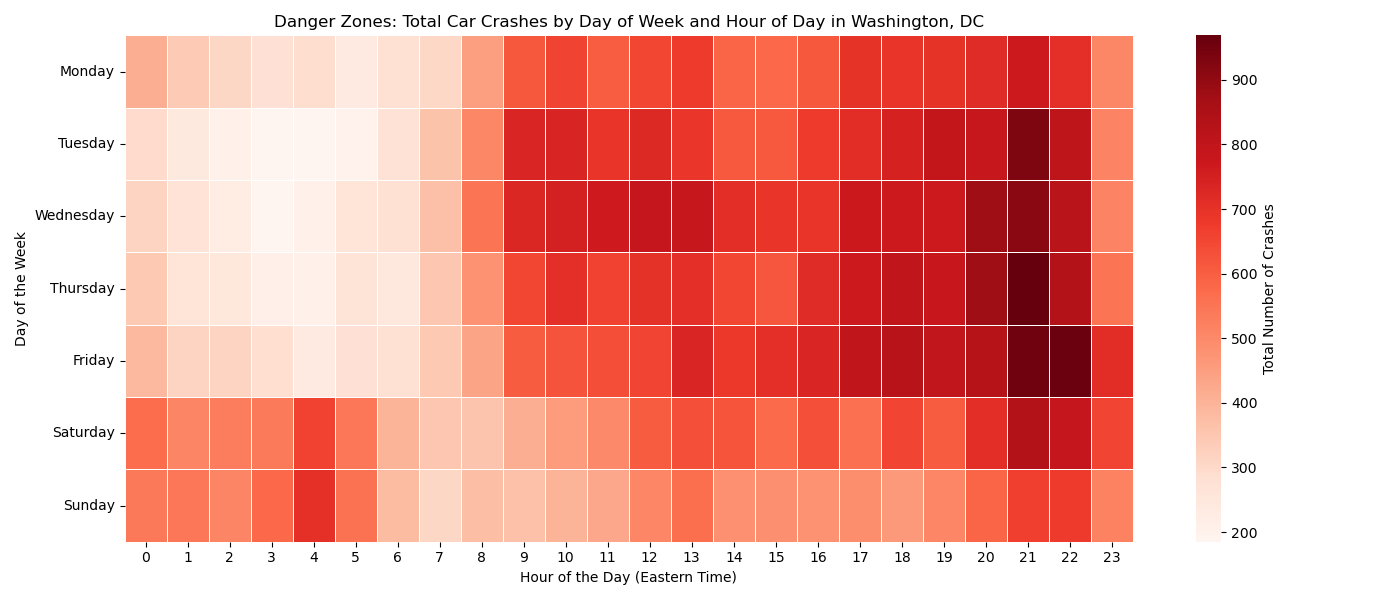 Danger Zones: Total Car Crashes by Day of Week and Hour of Day in Washington, DC
Day of the Week
Monday
Tuesday
Wednesday
Thursday
Friday
Saturday
Sunday
0 1 2 3 4 5 6 7 8 9 10 11 12 13 14 15 16 17 18 19 20 21 22 23
Hour of the Day (Eastern Time)
900
800
700
600
500
400
300
200
Total Number of Crashes